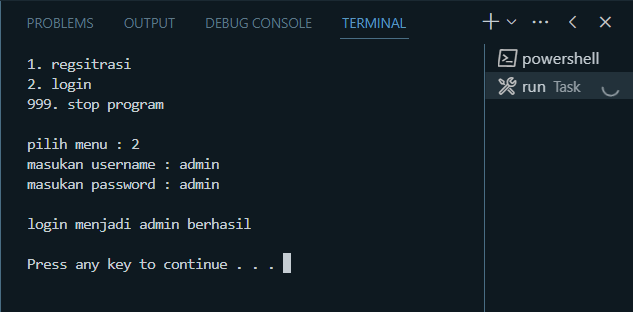 PROBLEMS OUTPUT DEBUG CONSOLE TERMINAL
powershell
run Task
1. regsitrasi
2. login
999. stop program
pilih menu : 2
masukan username : admin
masukan password : admin
login menjadi admin berhasil
Press any key to continue . . .